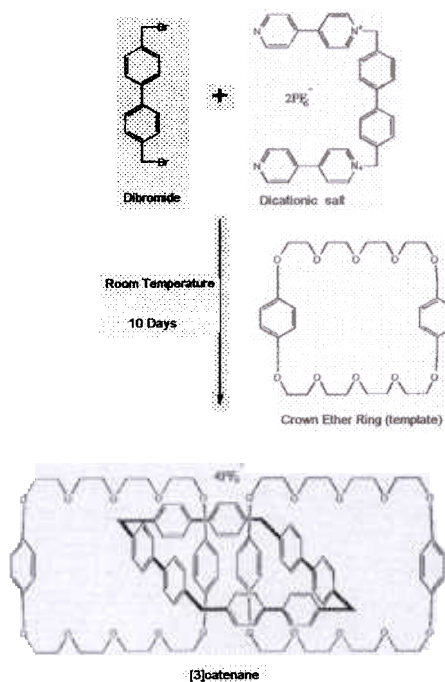 Br
N N+
+
2PF6-
Br
N N+
Dibromide
Dicationic salt
Room Temperature
10 Days
O O O O O
O O O O O
Crown Ether Ring (template)
4PF6-
O O O O O O O O O O
O O O O O O O O O O
[3]catenane